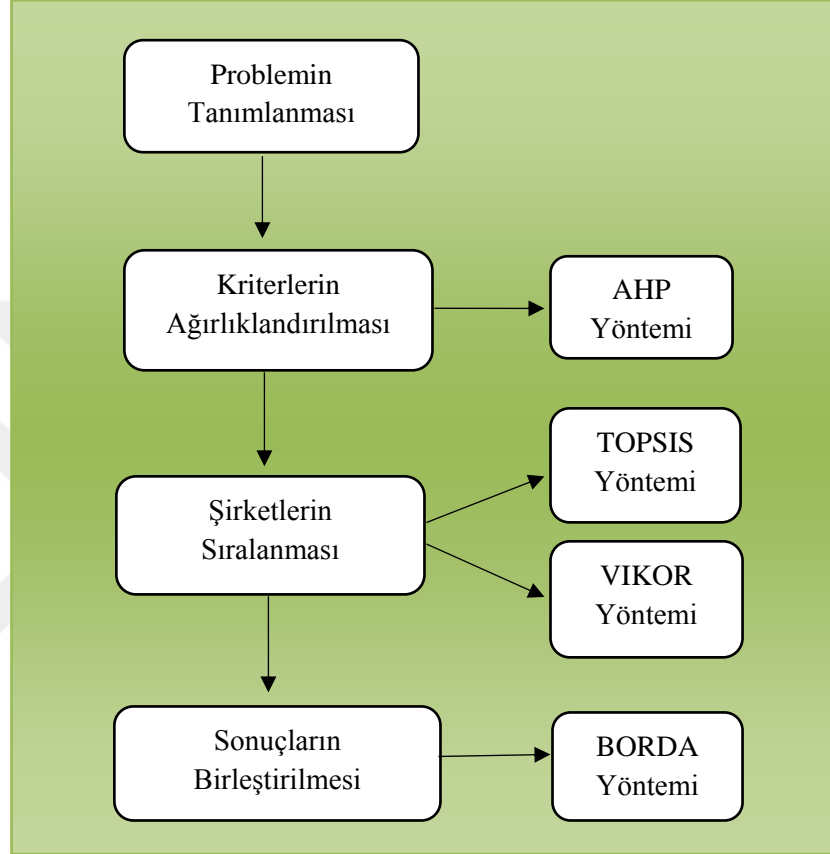 Problemin
Tanımlanması
Kriterlerin
Ağırlıklandırılması
AHP
Yöntemi
Şirketlerin
Sıralanması
TOPSIS
Yöntemi
VIKOR
Yöntemi
Sonuçların
Birleştirilmesi
BORDA
Yöntemi